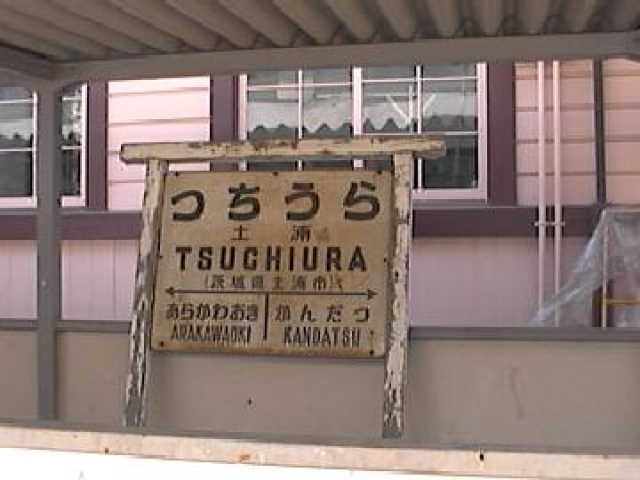 つちうら
土浦
TSUCHIURA
(茨城県土浦市)
あらかわおき かんだつ
ARAKAWAOKI KANDATSU